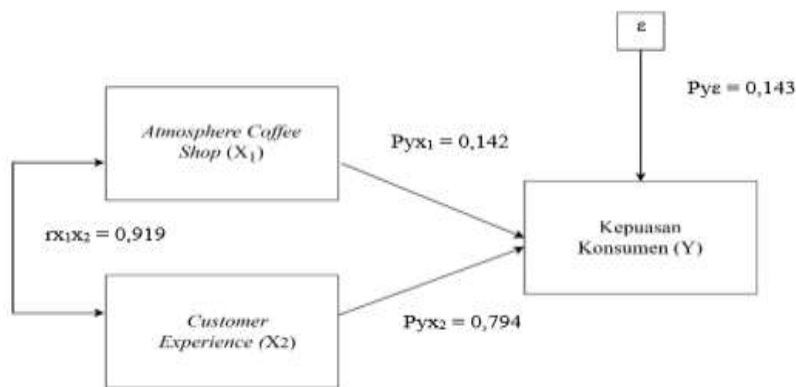 ε
Pyε = 0,143
Atmosphere Coffee
Shop (X₁)
Pyx₁ = 0,142
rx₁x₂ = 0,919
Kepuasan
Konsumen (Y)
Customer
Experience (X2)
Pyx₂ = 0,794